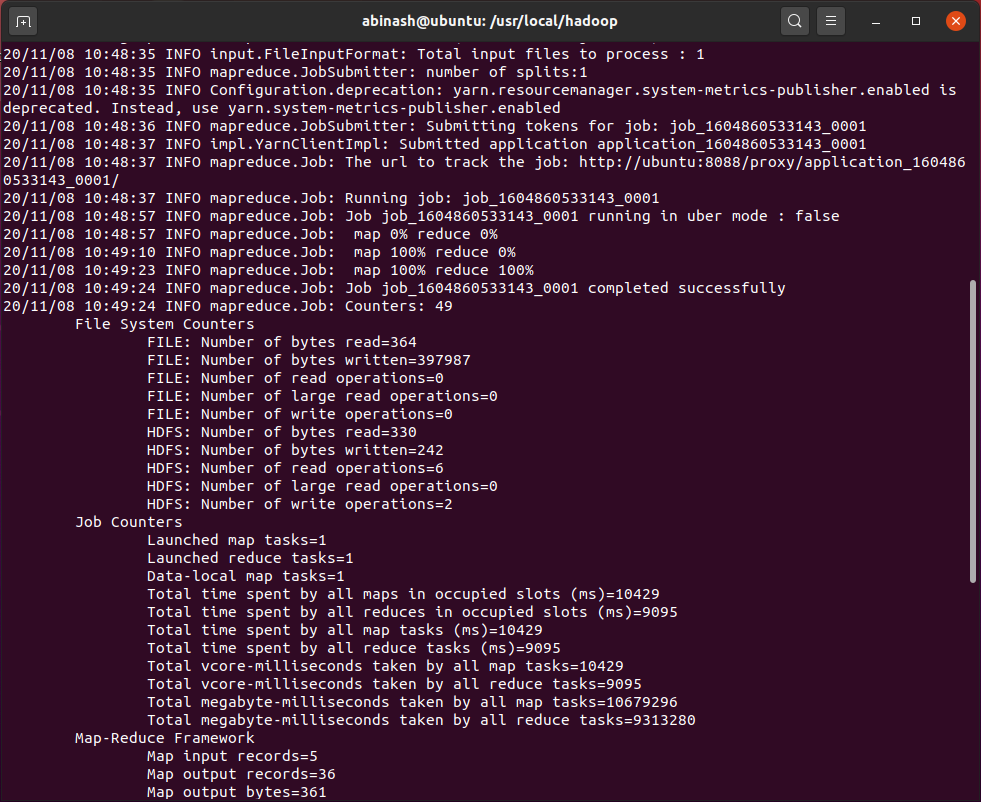 abinash@ubuntu: /usr/local/hadoop
20/11/08 10:48:35 INFO input.FileInputFormat: Total input files to process : 1
20/11/08 10:48:35 INFO mapreduce.JobSubmitter: number of splits:1
20/11/08 10:48:35 INFO Configuration.deprecation: yarn.resourcemanager.system-metrics-publisher.enabled is
deprecated. Instead, use yarn.system-metrics-publisher.enabled
20/11/08 10:48:36 INFO mapreduce.JobSubmitter: Submitting tokens for job: job_1604860533143_0001
20/11/08 10:48:37 INFO impl.YarnClientImpl: Submitted application application_1604860533143_0001
20/11/08 10:48:37 INFO mapreduce.Job: The url to track the job: http://ubuntu:8088/proxy/application_160486
0533143_0001/
20/11/08 10:48:37 INFO mapreduce.Job: Running job: job_1604860533143_0001
20/11/08 10:48:57 INFO mapreduce.Job: Job job_1604860533143_0001 running in uber mode : false
20/11/08 10:48:57 INFO mapreduce.Job:  map 0% reduce 0%
20/11/08 10:49:10 INFO mapreduce.Job:  map 100% reduce 0%
20/11/08 10:49:23 INFO mapreduce.Job:  map 100% reduce 100%
20/11/08 10:49:24 INFO mapreduce.Job: Job job_1604860533143_0001 completed successfully
20/11/08 10:49:24 INFO mapreduce.Job: Counters: 49
File System Counters
FILE: Number of bytes read=364
FILE: Number of bytes written=397987
FILE: Number of read operations=0
FILE: Number of large read operations=0
FILE: Number of write operations=0
HDFS: Number of bytes read=330
HDFS: Number of bytes written=242
HDFS: Number of read operations=6
HDFS: Number of large read operations=0
HDFS: Number of write operations=2
Job Counters
Launched map tasks=1
Launched reduce tasks=1
Data-local map tasks=1
Total time spent by all maps in occupied slots (ms)=10429
Total time spent by all reduces in occupied slots (ms)=9095
Total time spent by all map tasks (ms)=10429
Total time spent by all reduce tasks (ms)=9095
Total vcore-milliseconds taken by all map tasks=10429
Total vcore-milliseconds taken by all reduce tasks=9095
Total megabyte-milliseconds taken by all map tasks=10679296
Total megabyte-milliseconds taken by all reduce tasks=9313280
Map-Reduce Framework
Map input records=5
Map output records=36
Map output bytes=361